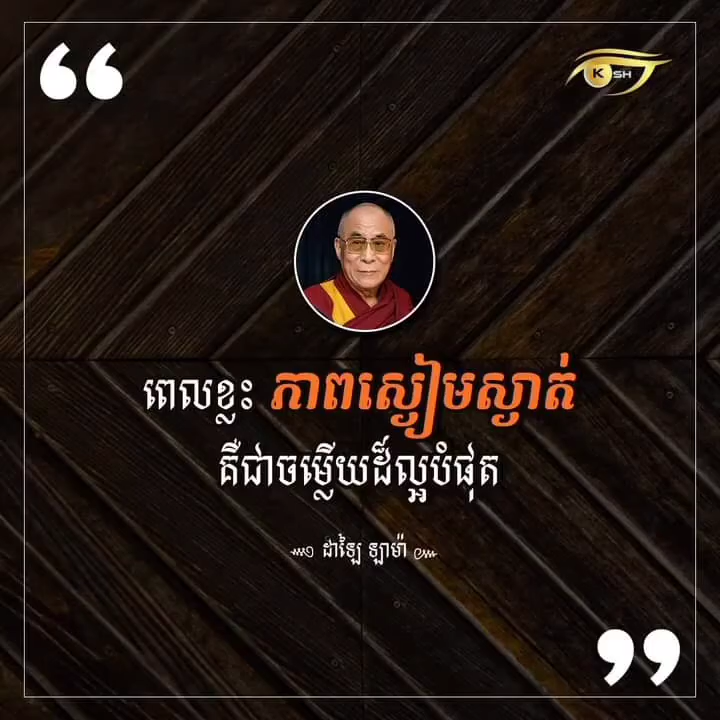 KSH
ពេលខ្លះ ភាពស្ងៀមស្ងាត់
គឺជាចម្លើយដ៏ល្អបំផុត
ដាឡៃ ឡាម៉ា